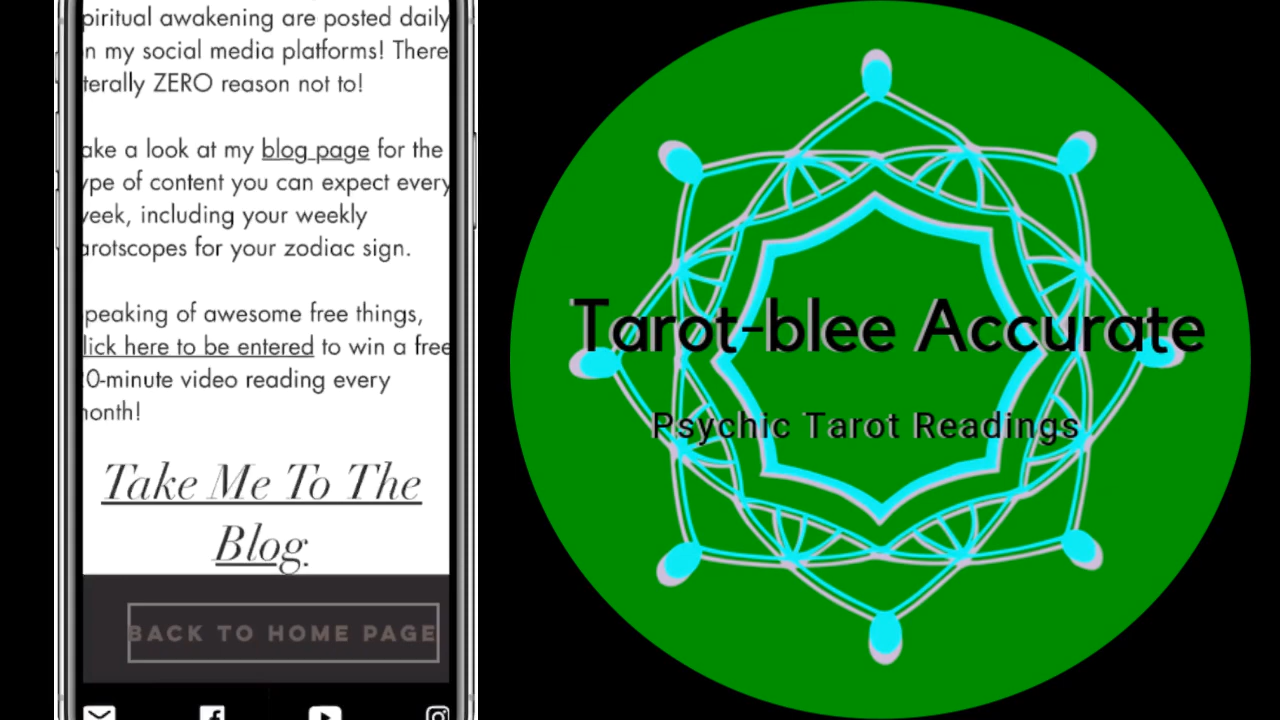 piritual awakening are posted daily
n my social media platforms! There
terally ZERO reason not to!
ake a look at my blog page for the
ype of content you can expect every
eek, including your weekly
arotscopes for your zodiac sign.
peaking of awesome free things,
lick here to be entered to win a free
0-minute video reading every
onth!
Take Me To The
Blog.
BACK TO HOME PAGE
Tarot-blee Accurate
Psychic Tarot Readings